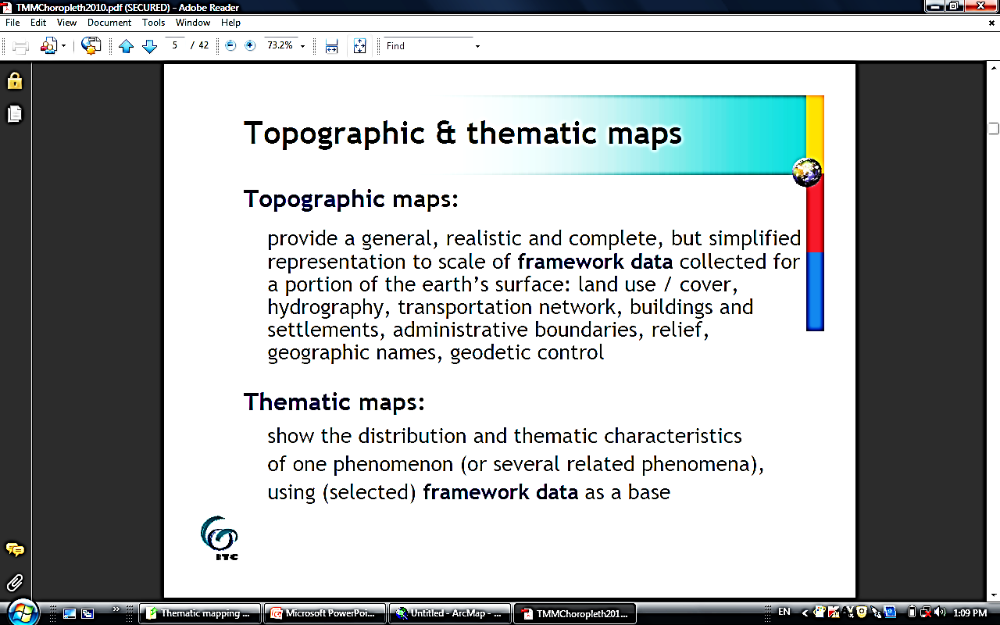 TMMChoropleth2010.pdf (SECURED) - Adobe Reader
File Edit View Document Tools Window Help
5 / 42 73.2% Find
Topographic & thematic maps
Topographic maps:
provide a general, realistic and complete, but simplified
representation to scale of framework data collected for
a portion of the earth's surface: land use / cover,
hydrography, transportation network, buildings and
settlements, administrative boundaries, relief,
geographic names, geodetic control
Thematic maps:
show the distribution and thematic characteristics
of one phenomenon (or several related phenomena),
using (selected) framework data as a base
ITC
Thematic mapping ... Microsoft PowerPoi... Untitled - ArcMap - ... TMMChoropleth201... EN 1:09 PM